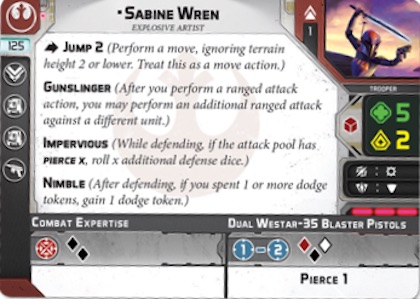 •Sabine Wren
Explosive Artist
125
1
Jump 2 (Perform a move, ignoring terrain
height 2 or lower. Treat this as a move action.)
Gunslinger (After you perform a ranged attack
action, you may perform an additional ranged attack
against a different unit.)
Impervious (While defending, if the attack pool has
pierce x, roll x additional defense dice.)
Nimble (After defending, if you spent 1 or more dodge
tokens, gain 1 dodge token.)
Trooper
5
2
Combat Expertise
Dual Westar-35 Blaster Pistols
1-2
Pierce 1